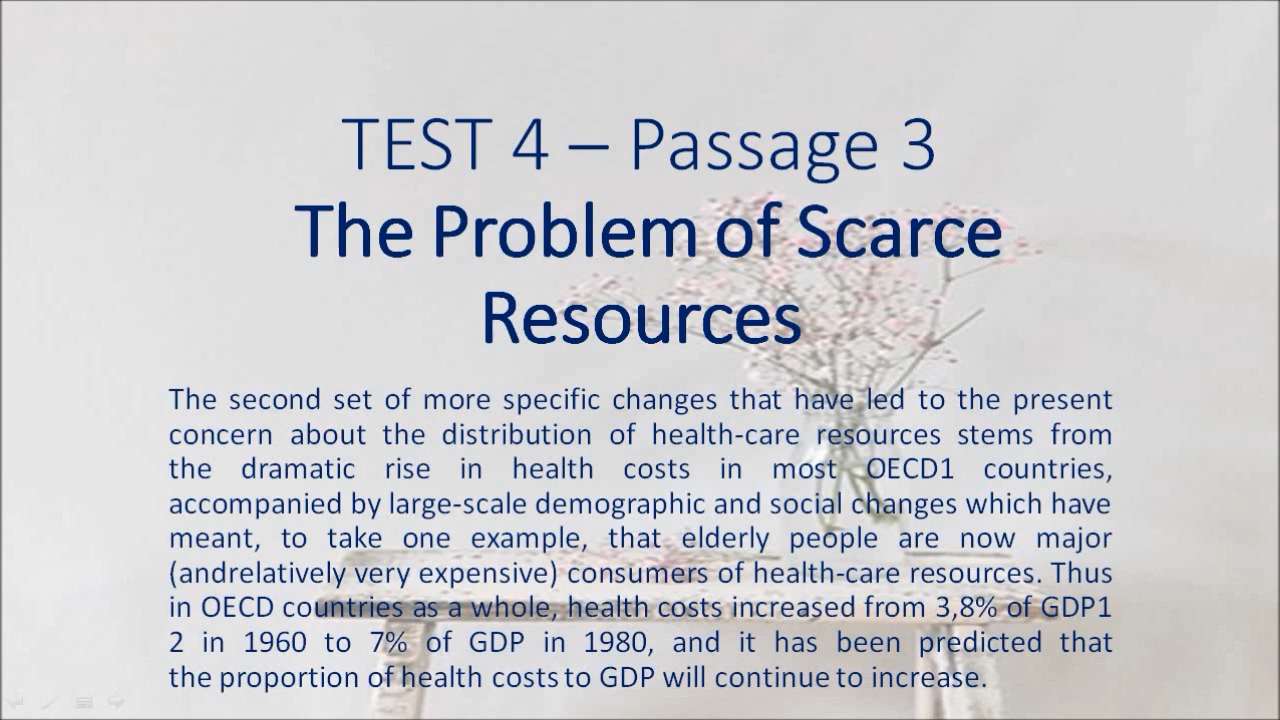 TEST 4 – Passage 3
The Problem of Scarce
Resources
The second set of more specific changes that have led to the present
concern about the distribution of health-care resources stems from
the dramatic rise in health costs in most OECD1 countries,
accompanied by large-scale demographic and social changes which have
meant, to take one example, that elderly people are now major
(andrelatively very expensive) consumers of health-care resources. Thus
in OECD countries as a whole, health costs increased from 3,8% of GDP1
2 in 1960 to 7% of GDP in 1980, and it has been predicted that
the proportion of health costs to GDP will continue to increase.